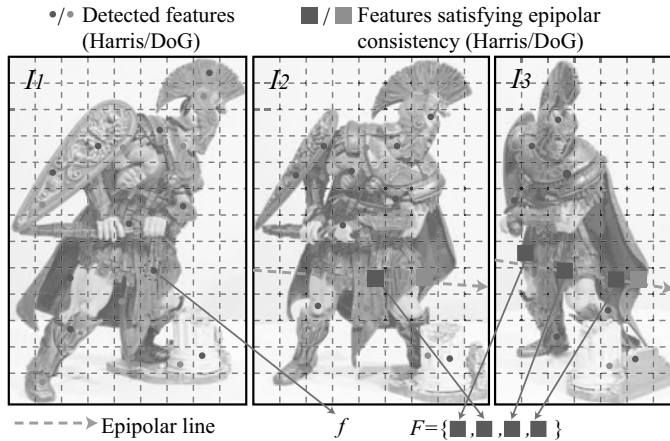 •/• Detected features
(Harris/DoG)
■ / ■ Features satisfying epipolar
consistency (Harris/DoG)
I1
I2
I3
Epipolar line
f
F={■,■,■,■}